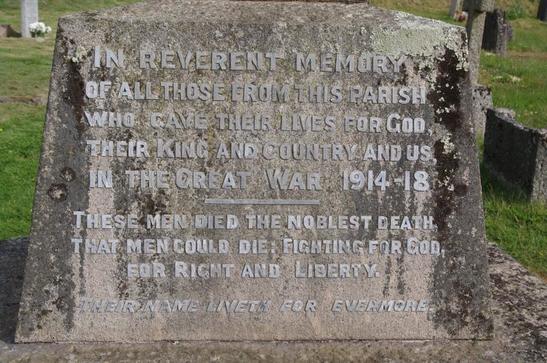 IN REVERENT MEMORY
OF ALL THOSE FROM THIS PARISH
WHO GAVE THEIR LIVES FOR GOD,
THEIR KING AND COUNTRY AND US
IN THE GREAT WAR 1914-18
THESE MEN DIED THE NOBLEST DEATH,
THAT MEN COULD DIE: FIGHTING FOR GOD,
FOR RIGHT AND LIBERTY.
THEIR NAME LIVETH FOR EVERMORE.